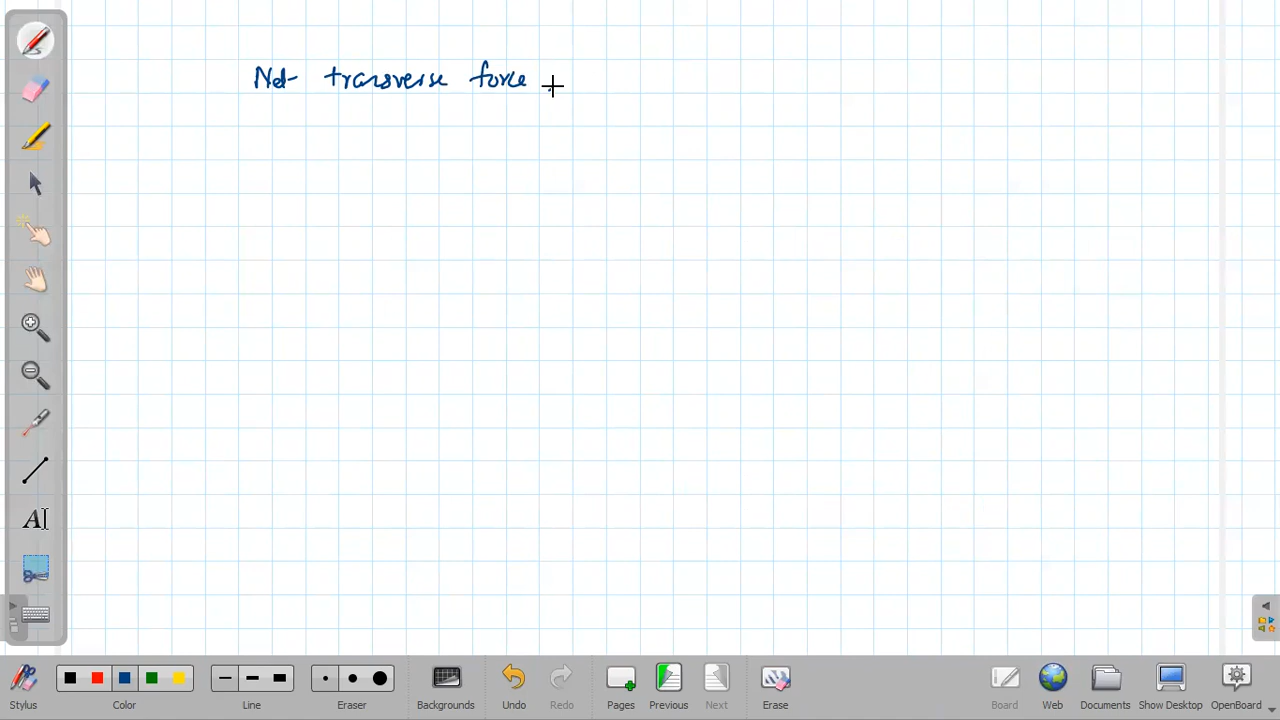 Net transverse force
A
Stylus
Color
Line
Eraser
Backgrounds
Undo
Redo
Pages
Previous
Next
Erase
Board
Web
Documents
Show Desktop
OpenBoard